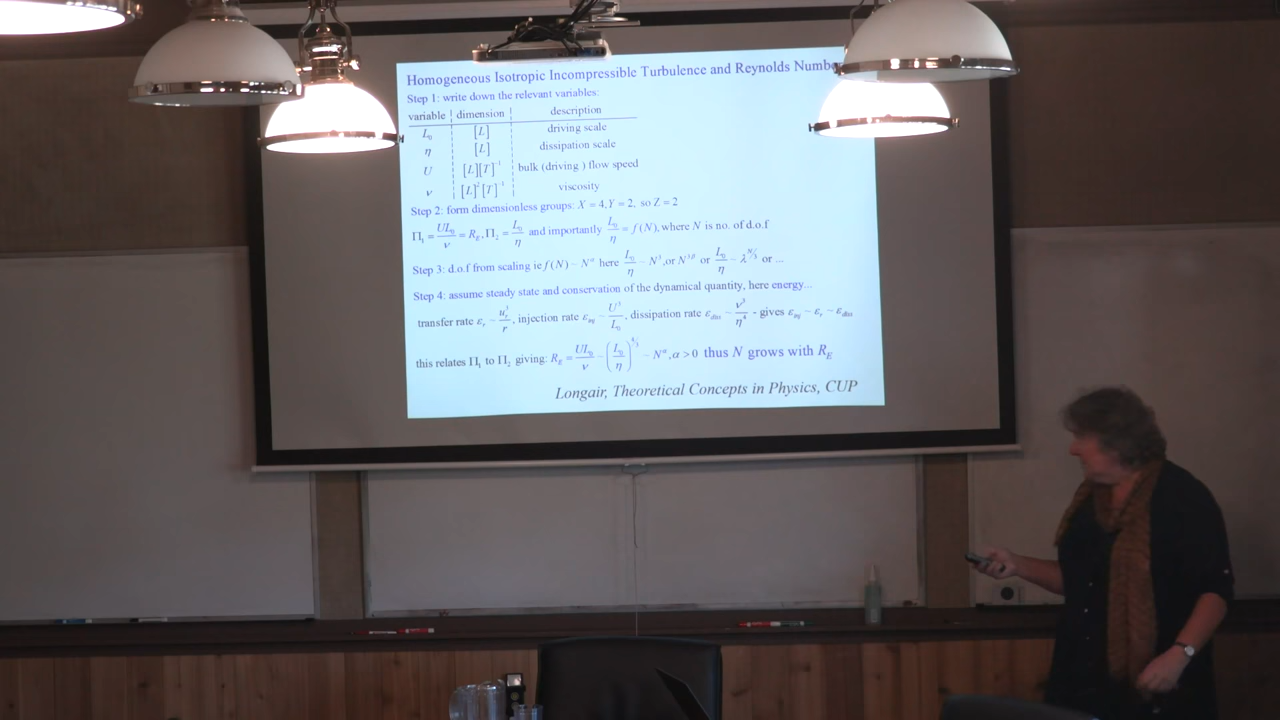 Homogeneous Isotropic Incompressible Turbulence and Reynolds Numbe
Step 1: write down the relevant variables:
variable dimension description
L₀ [L] driving scale
η [L] dissipation scale
U [L][T]⁻¹ bulk (driving ) flow speed
ν [L]²[T]⁻¹ viscosity
Step 2: form dimensionless groups: X = 4, Y = 2, so Z = 2
Π₁ = UL₀/ν = R_E, Π₂ = L₀/η and importantly L₀/η = f(N), where N is no. of d.o.f
Step 3: d.o.f from scaling ie f(N) ~ N^α here L₀/η ~ N³, or N^3β or L₀/η ~ λ^N/3 or ...
Step 4: assume steady state and conservation of the dynamical quantity, here energy...
transfer rate ε_r ~ u_r³/r, injection rate ε_inj ~ U³/L₀, dissipation rate ε_diss ~ ν³/η⁴ - gives ε_inj ~ ε_r ~ ε_diss
this relates Π₁ to Π₂ giving: R_E = UL₀/ν ~ (L₀/η)^4/3 ~ N^α, α > 0 thus N grows with R_E
Longair, Theoretical Concepts in Physics, CUP